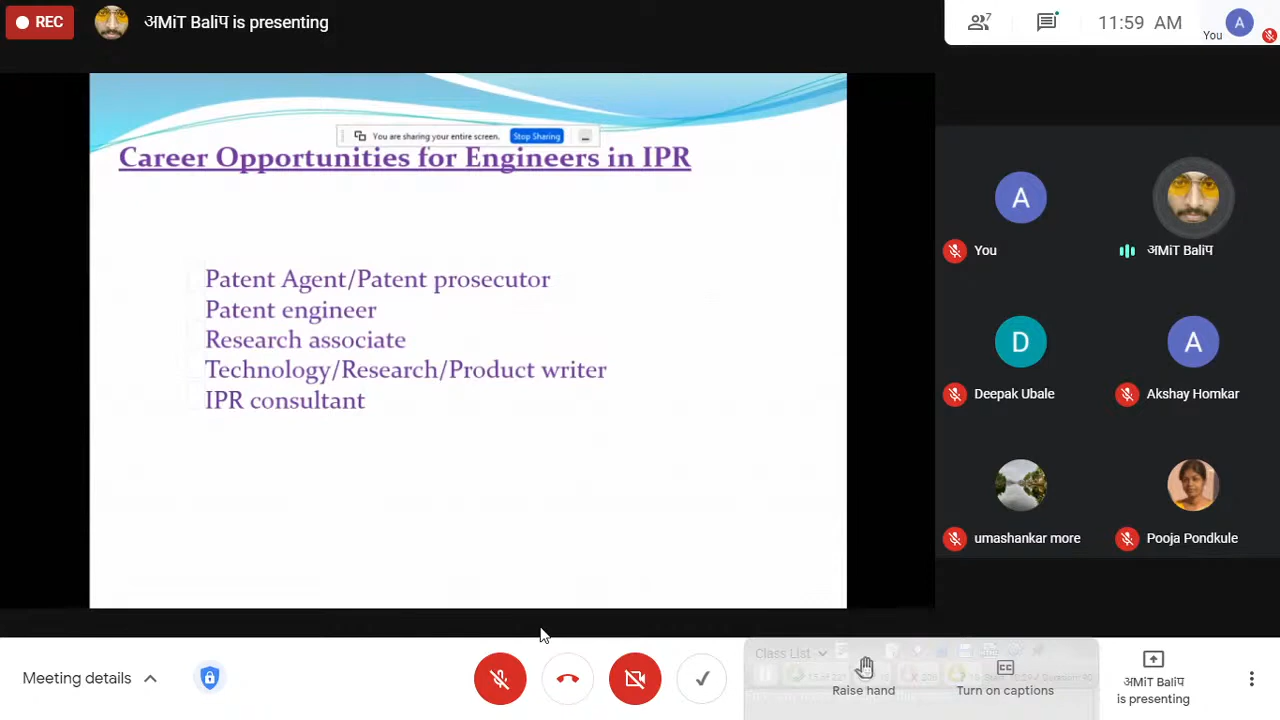 REC
अMiT Baliप is presenting
7
11:59 AM
A
You
You are sharing your entire screen.
Stop Sharing
Career Opportunities for Engineers in IPR
Patent Agent/Patent prosecutor
Patent engineer
Research associate
Technology/Research/Product writer
IPR consultant
A
You
अMiT Baliप
D
Deepak Ubale
A
Akshay Homkar
umashankar more
Pooja Pondkule
Meeting details
Class List
Raise hand
CC
Turn on captions
अMiT Baliप
is presenting